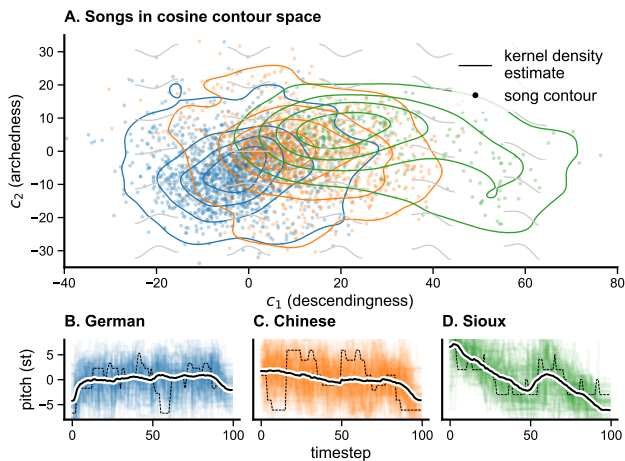 A. Songs in cosine contour space
kernel density
estimate
song contour
c₂ (archedness)
30
20
10
0
−10
−20
−30
−40
−20
0
20
40
60
80
c₁ (descendingness)
B. German
C. Chinese
D. Sioux
pitch (st)
5
0
−5
0
50
100
0
50
100
0
50
100
timestep